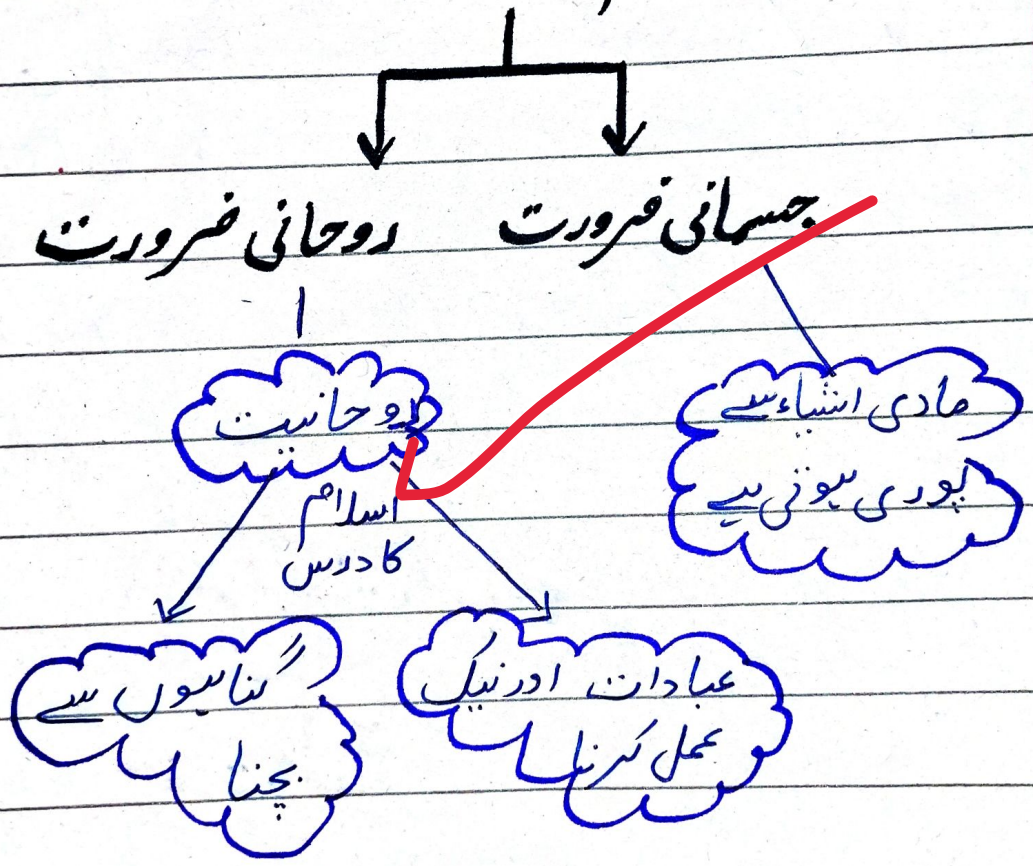 جسمانی ضرورت
روحانی ضرورت
روحانیت
مادی اشیاء سے
پوری ہوتی ہے
اسلام
کا درس
عبادات اور نیک
عمل کرنا
گناہوں سے
بچنا